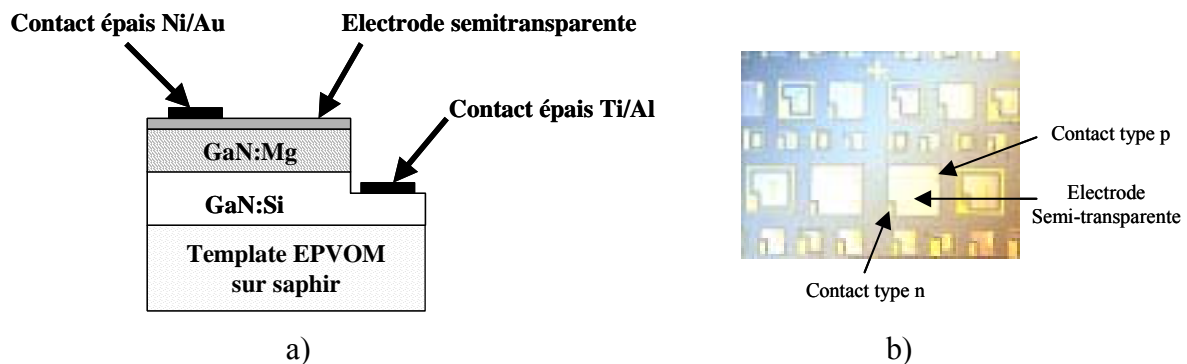 Contact épais Ni/Au
Electrode semitransparente
Contact épais Ti/Al
GaN:Mg
GaN:Si
Template EPVOM
sur saphir
a)
Contact type p
Electrode
Semi-transparente
Contact type n
b)